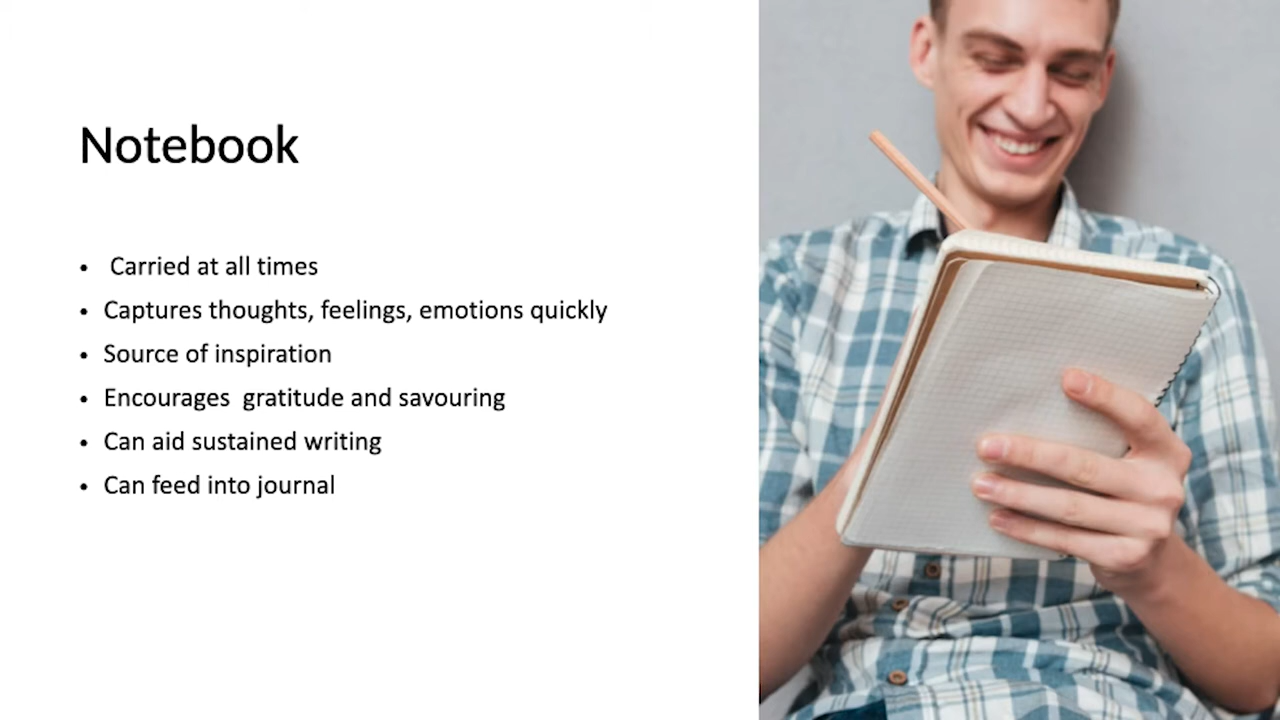 Notebook
• Carried at all times
• Captures thoughts, feelings, emotions quickly
• Source of inspiration
• Encourages  gratitude and savouring
• Can aid sustained writing
• Can feed into journal